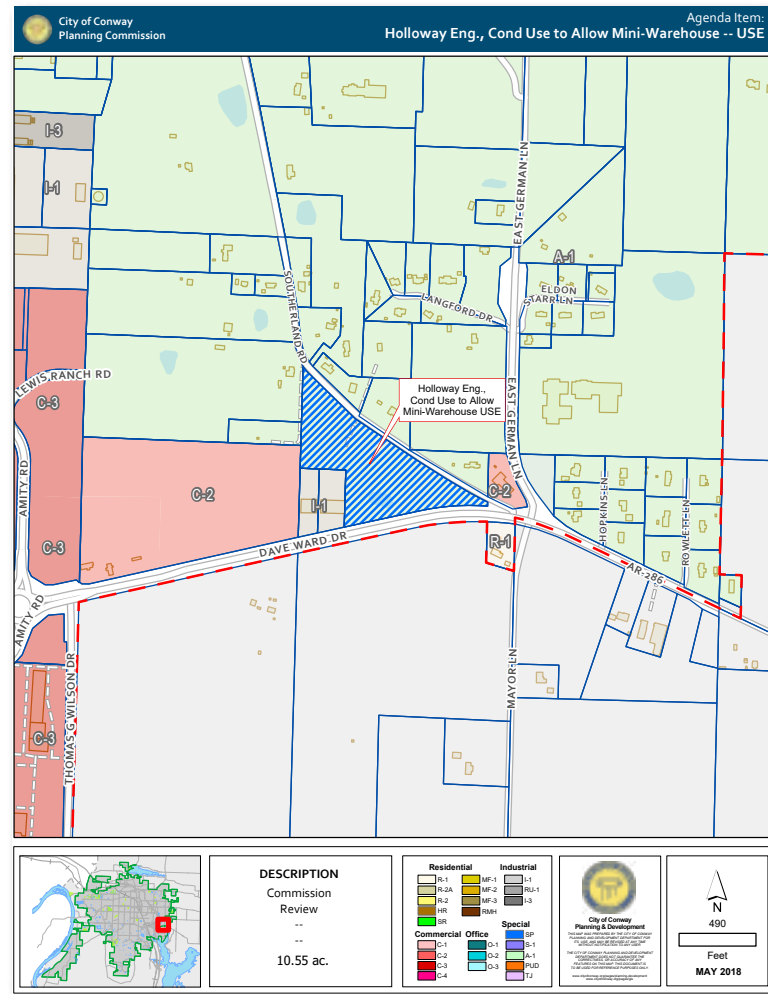 City of Conway
Planning Commission
Agenda Item:
Holloway Eng., Cond Use to Allow Mini-Warehouse -- USE
I-3
I-1
EAST GERMAN LN
A-1
SOUTHERLAND RD
LANGFORD DR
ELDON
STARR LN
LEWIS RANCH RD
C-3
Holloway Eng.,
Cond Use to Allow
Mini-Warehouse USE
EAST GERMAN LN
AMITY RD
C-2
C-2
I-1
HOPKINS LN
ROWLETT LN
C-3
DAVE WARD DR
R-1
AR-286
AMITY RD
MAYOR LN
THOMAS G WILSON DR
C-3
DESCRIPTION
Commission
Review
--
--
10.55 ac.
Residential
R-1
R-2A
R-2
HR
SR
MF-1
MF-2
MF-3
RMH
Industrial
I-1
RU-1
I-3
Commercial
C-1
C-2
C-3
C-4
Office
O-1
O-2
O-3
Special
SP
S-1
A-1
PUD
TJ
City of Conway
Planning & Development
N
490
Feet
MAY 2018